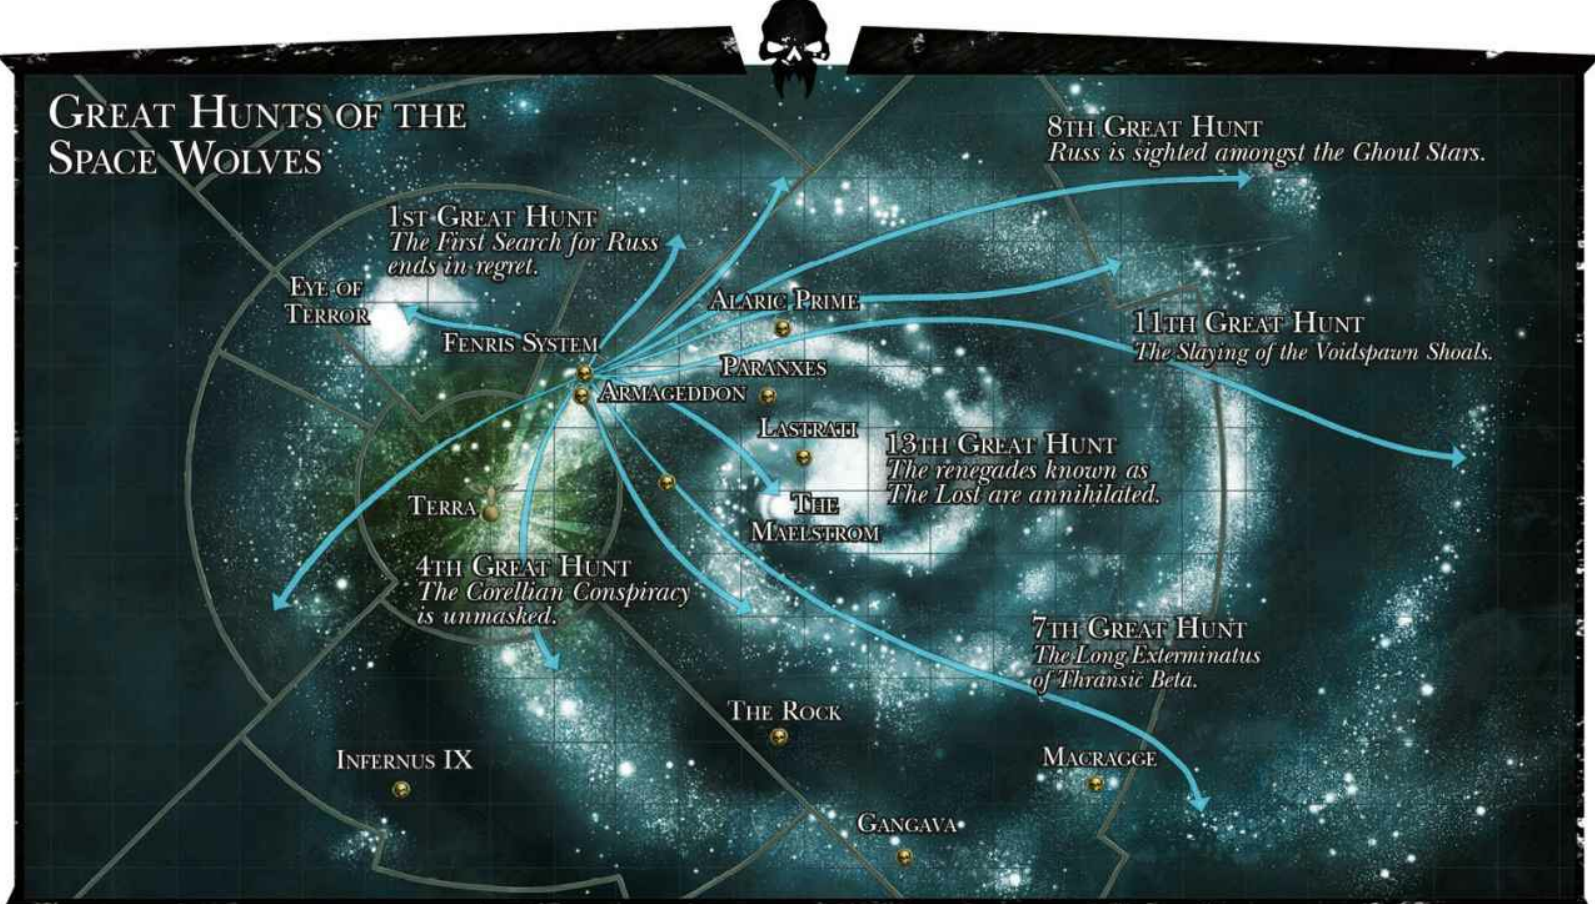 GREAT HUNTS OF THE
SPACE WOLVES
8TH GREAT HUNT
Russ is sighted amongst the Ghoul Stars.
1ST GREAT HUNT
The First Search for Russ
ends in regret.
EYE OF
TERROR
ALARIC PRIME
FENRIS SYSTEM
11TH GREAT HUNT
The Slaying of the Voidspawn Shoals.
PARANXES
ARMAGEDDON
LASTRATI
13TH GREAT HUNT
The renegades known as
The Lost are annihilated.
TERRA
THE
MAELSTROM
4TH GREAT HUNT
The Corellian Conspiracy
is unmasked.
7TH GREAT HUNT
The Long Exterminatus
of Thransic Beta.
THE ROCK
INFERNUS IX
MACRAGGE
GANGAVA